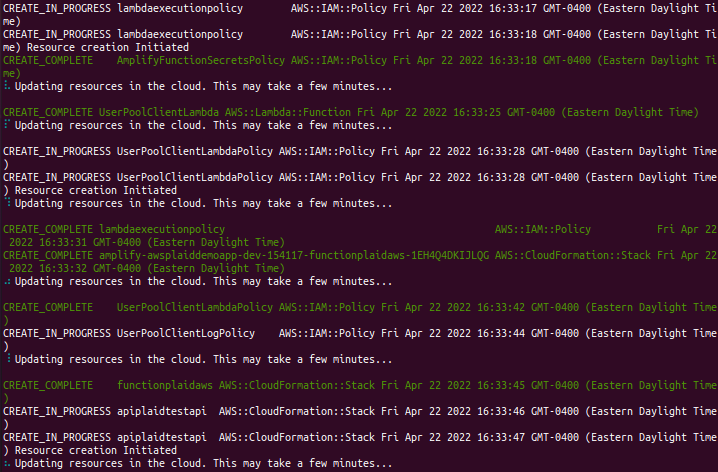 CREATE_IN_PROGRESS lambdaexecutionpolicy        AWS::IAM::Policy Fri Apr 22 2022 16:33:17 GMT-0400 (Eastern Daylight Ti
me)
CREATE_IN_PROGRESS lambdaexecutionpolicy        AWS::IAM::Policy Fri Apr 22 2022 16:33:18 GMT-0400 (Eastern Daylight Ti
me) Resource creation Initiated
CREATE_COMPLETE    AmplifyFunctionSecretsPolicy AWS::IAM::Policy Fri Apr 22 2022 16:33:18 GMT-0400 (Eastern Daylight Ti
me)
Updating resources in the cloud. This may take a few minutes...
CREATE_COMPLETE UserPoolClientLambda AWS::Lambda::Function Fri Apr 22 2022 16:33:25 GMT-0400 (Eastern Daylight Time)
Updating resources in the cloud. This may take a few minutes...
CREATE_IN_PROGRESS UserPoolClientLambdaPolicy AWS::IAM::Policy Fri Apr 22 2022 16:33:28 GMT-0400 (Eastern Daylight Time
)
CREATE_IN_PROGRESS UserPoolClientLambdaPolicy AWS::IAM::Policy Fri Apr 22 2022 16:33:28 GMT-0400 (Eastern Daylight Time
) Resource creation Initiated
Updating resources in the cloud. This may take a few minutes...
CREATE_COMPLETE lambdaexecutionpolicy                                             AWS::IAM::Policy           Fri Apr 22
2022 16:33:31 GMT-0400 (Eastern Daylight Time)
CREATE_COMPLETE amplify-awsplaiddemoapp-dev-154117-functionplaidaws-1EH4Q4DKIJLQG AWS::CloudFormation::Stack Fri Apr 22
2022 16:33:32 GMT-0400 (Eastern Daylight Time)
Updating resources in the cloud. This may take a few minutes...
CREATE_COMPLETE    UserPoolClientLambdaPolicy AWS::IAM::Policy Fri Apr 22 2022 16:33:42 GMT-0400 (Eastern Daylight Time
)
CREATE_IN_PROGRESS UserPoolClientLogPolicy    AWS::IAM::Policy Fri Apr 22 2022 16:33:44 GMT-0400 (Eastern Daylight Time
)
Updating resources in the cloud. This may take a few minutes...
CREATE_COMPLETE    functionplaidaws AWS::CloudFormation::Stack Fri Apr 22 2022 16:33:45 GMT-0400 (Eastern Daylight Time
)
CREATE_IN_PROGRESS apiplaidtestapi  AWS::CloudFormation::Stack Fri Apr 22 2022 16:33:46 GMT-0400 (Eastern Daylight Time
)
CREATE_IN_PROGRESS apiplaidtestapi  AWS::CloudFormation::Stack Fri Apr 22 2022 16:33:47 GMT-0400 (Eastern Daylight Time
) Resource creation Initiated
Updating resources in the cloud. This may take a few minutes...